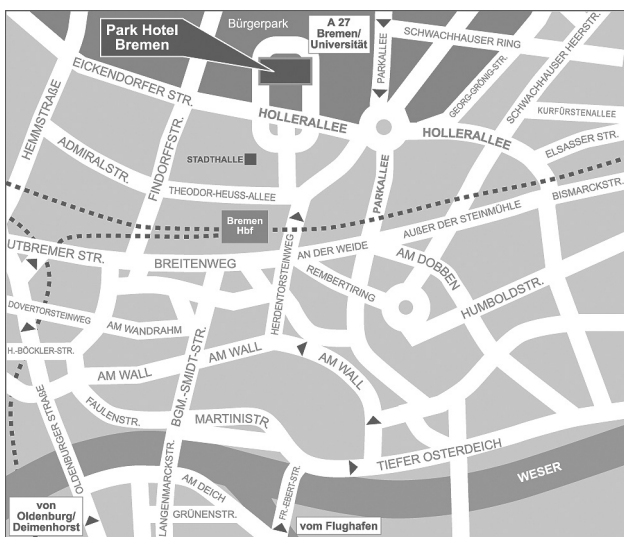 Bürgerpark
A 27
Bremen/
Universität
Park Hotel
Bremen
SCHWACHHAUSER RING
PARKALLEE
GEORG-GRÖNIG-STR.
SCHWACHHAUSER HEERSTR.
HEMMSTRAßE
EICKENDORFER STR.
HOLLERALLEE
HOLLERALLEE
KURFÜRSTENALLEE
ELSASSER STR.
FINDORFFSTR.
ADMIRALSTR.
STADTHALLE
THEODOR-HEUSS-ALLEE
PARKALLEE
BISMARCKSTR.
Bremen
Hbf
AUßER DER STEINMÜHLE
UTBREMER STR.
BREITENWEG
HERDENTORSTEINWEG
AN DER WEIDE
REMBERTIRING
AM DOBBEN
HUMBOLDSTR.
DOVERTORSTEINWEG
AM WANDRAHM
BGM.-SMIDT-STR.
H.-BÖCKLER-STR.
AM WALL
AM WALL
AM WALL
OLDENBURGER STRAßE
FAULENSTR.
MARTINISTR
TIEFER OSTERDEICH
WESER
LANGENMARCKSTR.
AM DEICH
FR.-EBERT-STR.
GRÜNENSTR.
von
Oldenburg/
Deimenhorst
vom Flughafen